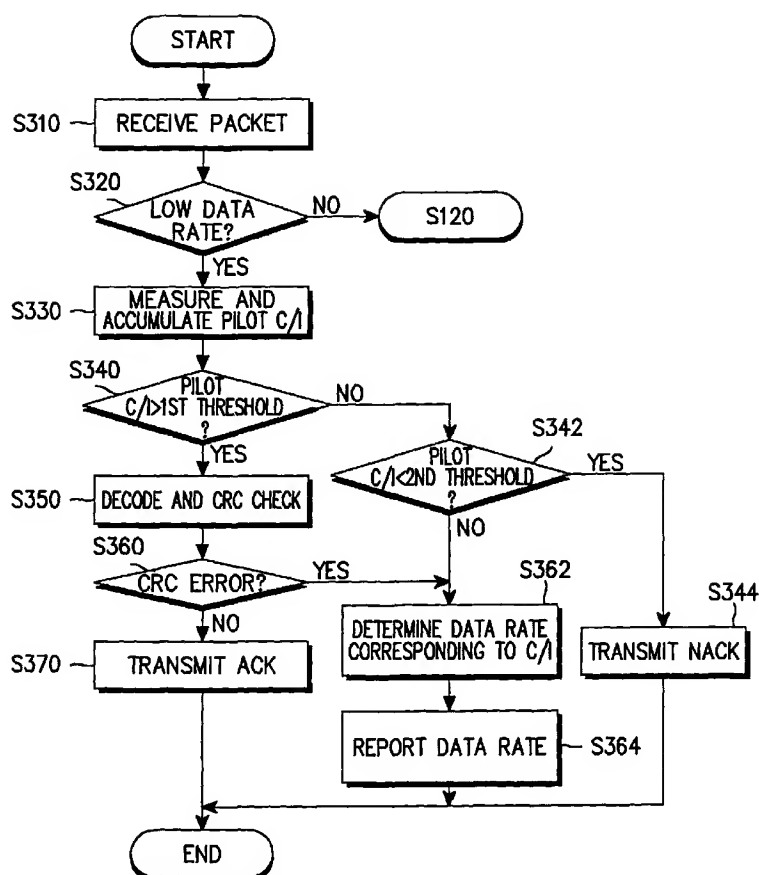 START
S310
RECEIVE PACKET
S320
LOW DATA
RATE?
NO
S120
YES
S330
MEASURE AND
ACCUMULATE PILOT C/I
S340
PILOT
C/I>1ST THRESHOLD
?
NO
YES
S342
PILOT
C/I<2ND THRESHOLD
?
YES
NO
S350
DECODE AND CRC CHECK
S360
CRC ERROR?
YES
NO
S362
DETERMINE DATA RATE
CORRESPONDING TO C/I
S344
TRANSMIT NACK
S370
TRANSMIT ACK
REPORT DATA RATE
S364
END